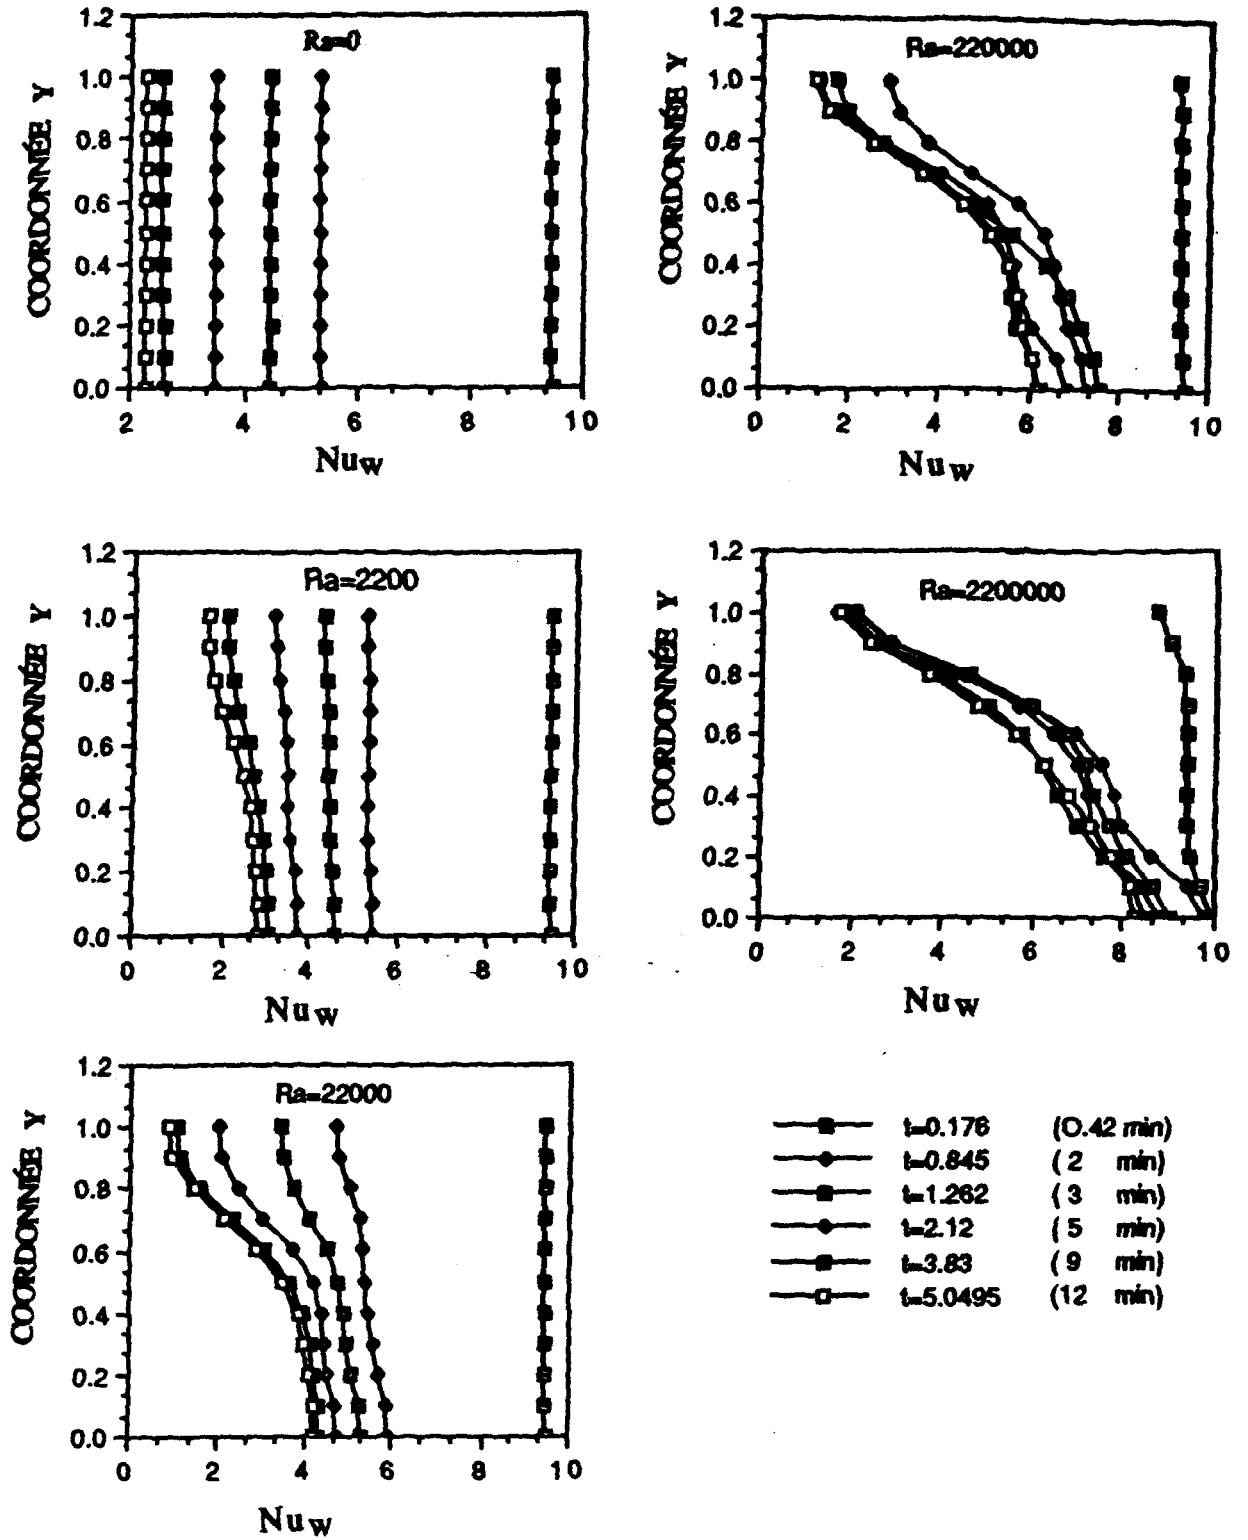 Ra=0
1.2
1.0
0.8
0.6
0.4
0.2
0.0
COORDONNÉE Y
2 4 6 8 10
Nuw
Ra=220000
1.2
1.0
0.8
0.6
0.4
0.2
0.0
COORDONNÉE Y
0 2 4 6 8 10
Nuw
Ra=2200
1.2
1.0
0.8
0.6
0.4
0.2
0.0
COORDONNÉE Y
0 2 4 6 8 10
Nuw
Ra=2200000
1.2
1.0
0.8
0.6
0.4
0.2
0.0
COORDONNÉE Y
0 2 4 6 8 10
Nuw
Ra=22000
1.2
1.0
0.8
0.6
0.4
0.2
0.0
COORDONNÉE Y
0 2 4 6 8 10
Nuw
t=0.176 (0.42 min)
t=0.845 ( 2 min)
t=1.262 ( 3 min)
t=2.12 ( 5 min)
t=3.83 ( 9 min)
t=5.0495 (12 min)